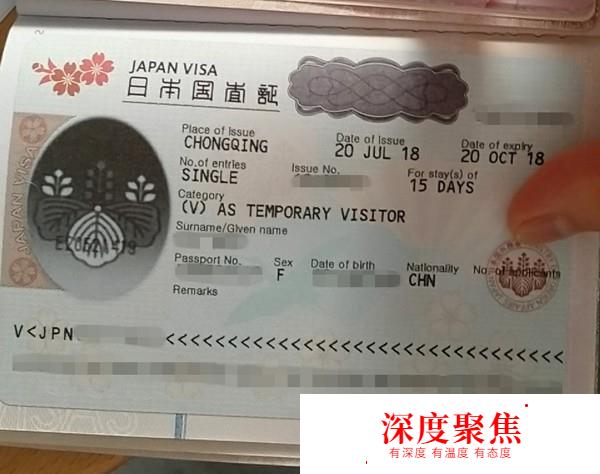 JAPAN VISA
日本国査証
Place of issue Date of issue Date of expiry
CHONGQING 20 JUL 18 20 OCT 18
No.of entries Issue No. For stay(s) of
SINGLE 15 DAYS
Category
(V) AS TEMPORARY VISITOR
Surname/Given name
Passport No. Sex Date of birth Nationality No. of applicants
F CHN
Remarks
V<JPN <<<<<<<<<<<<<<<<<<<<<<<<<<<<<<
JAPAN VISA
深度聚焦
有深度 有温度 有态度